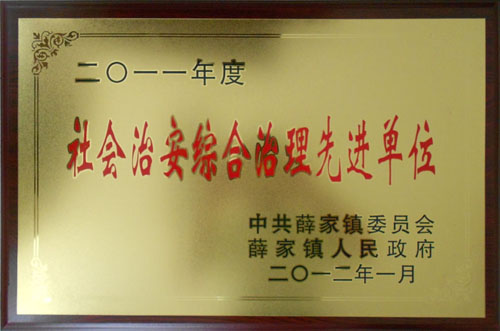 二〇一一年度
社会治安综合治理先进单位
中共薛家镇委员会
薛家镇人民政府
二〇一二年一月